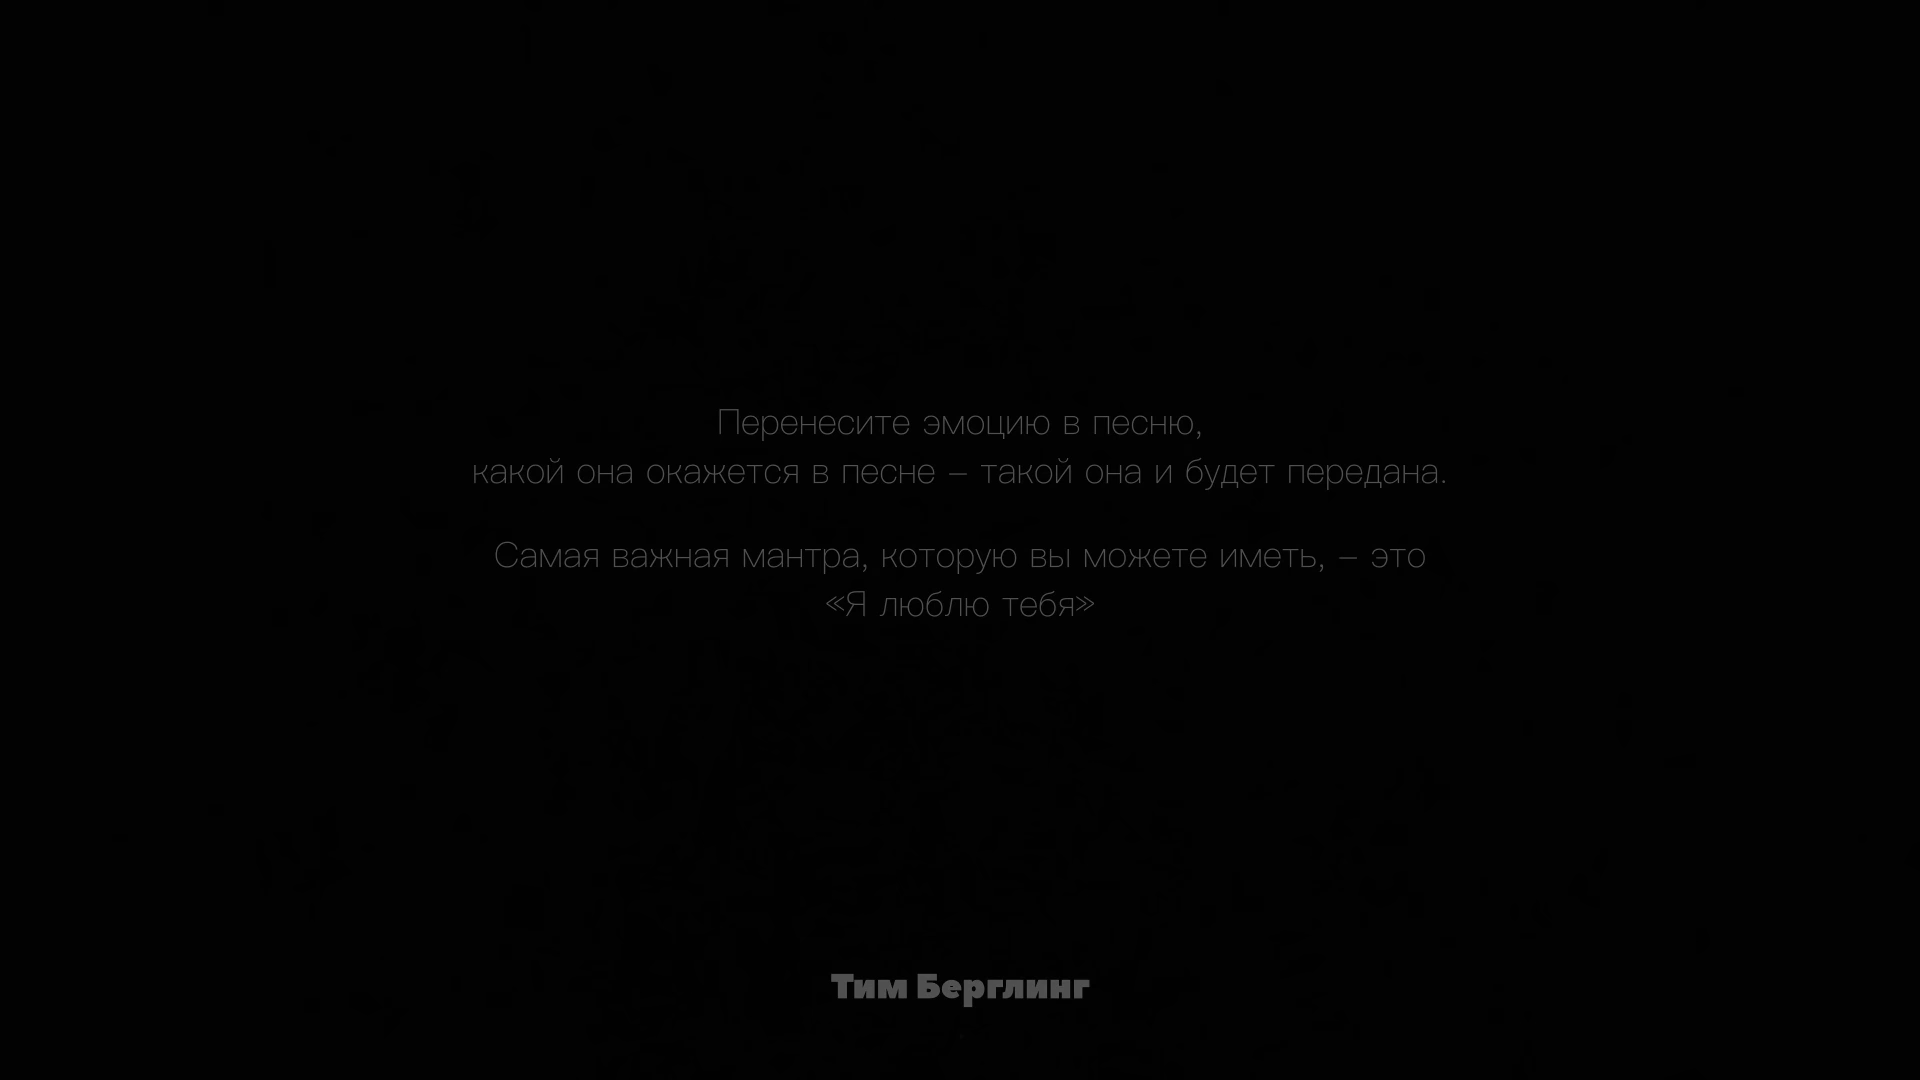 Перенесите эмоцию в песню,
какой она окажется в песне – такой она и будет передана.
Самая важная мантра, которую вы можете иметь, – это
«Я люблю тебя»
Тим Берглинг